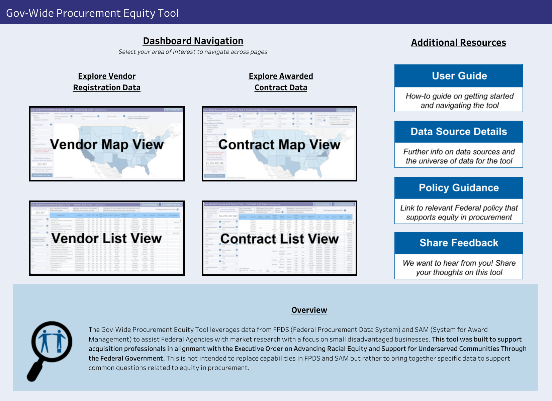 Gov-Wide Procurement Equity Tool
Dashboard Navigation
Select your area of interest to navigate across pages
Explore Vendor
Registration Data
Explore Awarded
Contract Data
Vendor Map View
Contract Map View
Vendor List View
Contract List View
Additional Resources
User Guide
How-to guide on getting started
and navigating the tool
Data Source Details
Further info on data sources and
the universe of data for the tool
Policy Guidance
Link to relevant Federal policy that
supports equity in procurement
Share Feedback
We want to hear from you! Share
your thoughts on this tool
Overview
The Gov-Wide Procurement Equity Tool leverages data from FPDS (Federal Procurement Data System) and SAM (System for Award
Management) to assist Federal Agencies with market research with a focus on small disadvantaged businesses. This tool was built to support
acquisition professionals in alignment with the Executive Order on Advancing Racial Equity and Support for Underserved Communities Through
the Federal Government. This is not intended to replace capabilities in FPDS and SAM but rather to bring together specific data to support
common questions related to equity in procurement.